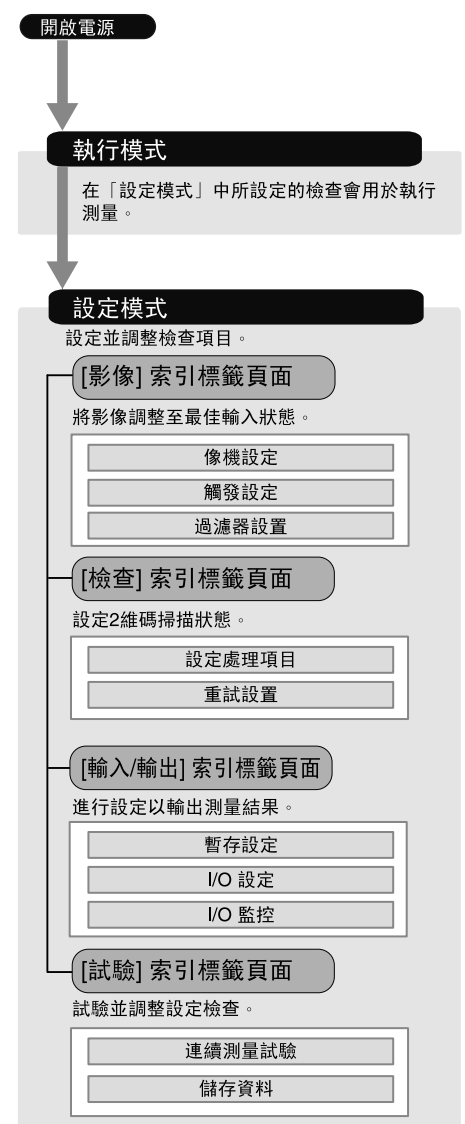 開啟電源
執行模式
在「設定模式」中所設定的檢查會用於執行
測量。
設定模式
設定並調整檢查項目。
[影像] 索引標籤頁面
將影像調整至最佳輸入狀態。
像機設定
觸發設定
過濾器設置
[檢查] 索引標籤頁面
設定2維碼掃描狀態。
設定處理項目
重試設置
[輸入/輸出] 索引標籤頁面
進行設定以輸出測量結果。
暫存設定
I/O 設定
I/O 監控
[試驗] 索引標籤頁面
試驗並調整設定檢查。
連續測量試驗
儲存資料